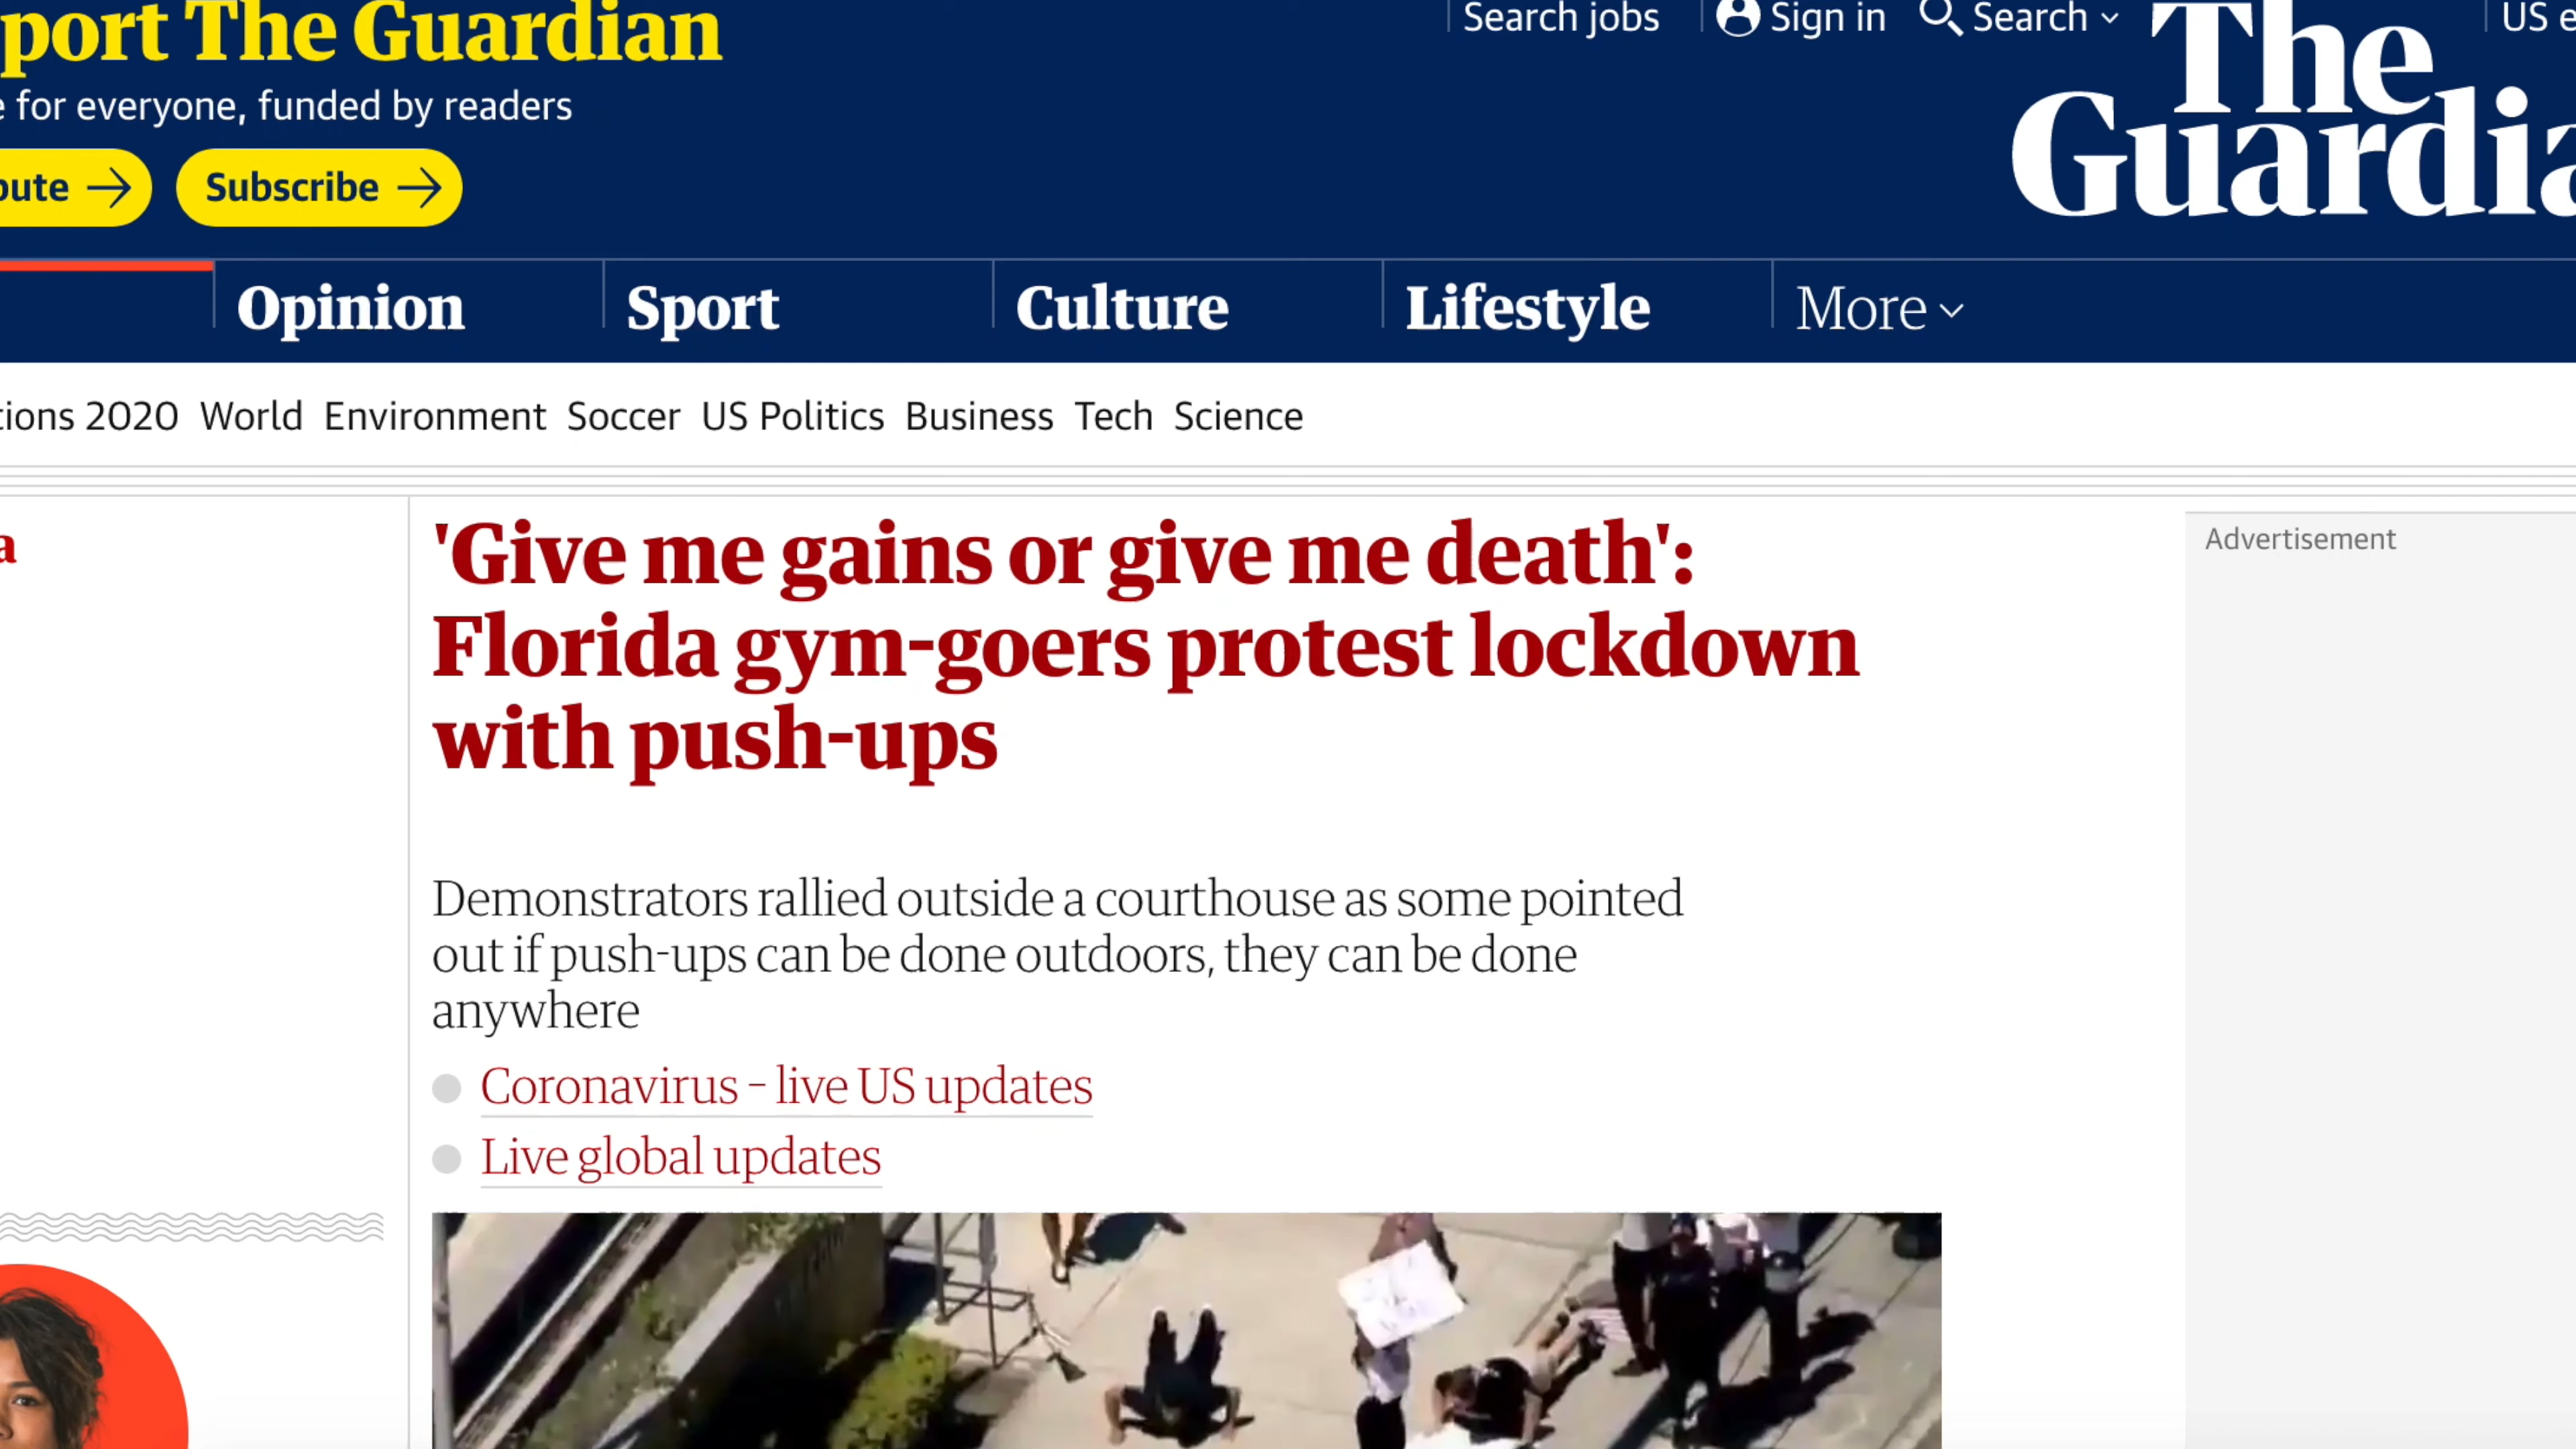 port The Guardian
for everyone, funded by readers
Subscribe
Search jobs
Sign in
Search
The
Guardia
US e
Opinion
Sport
Culture
Lifestyle
More
2020 World Environment Soccer US Politics Business Tech Science
'Give me gains or give me death':
Florida gym-goers protest lockdown
with push-ups
Advertisement
Demonstrators rallied outside a courthouse as some pointed
out if push-ups can be done outdoors, they can be done
anywhere
Coronavirus – live US updates
Live global updates